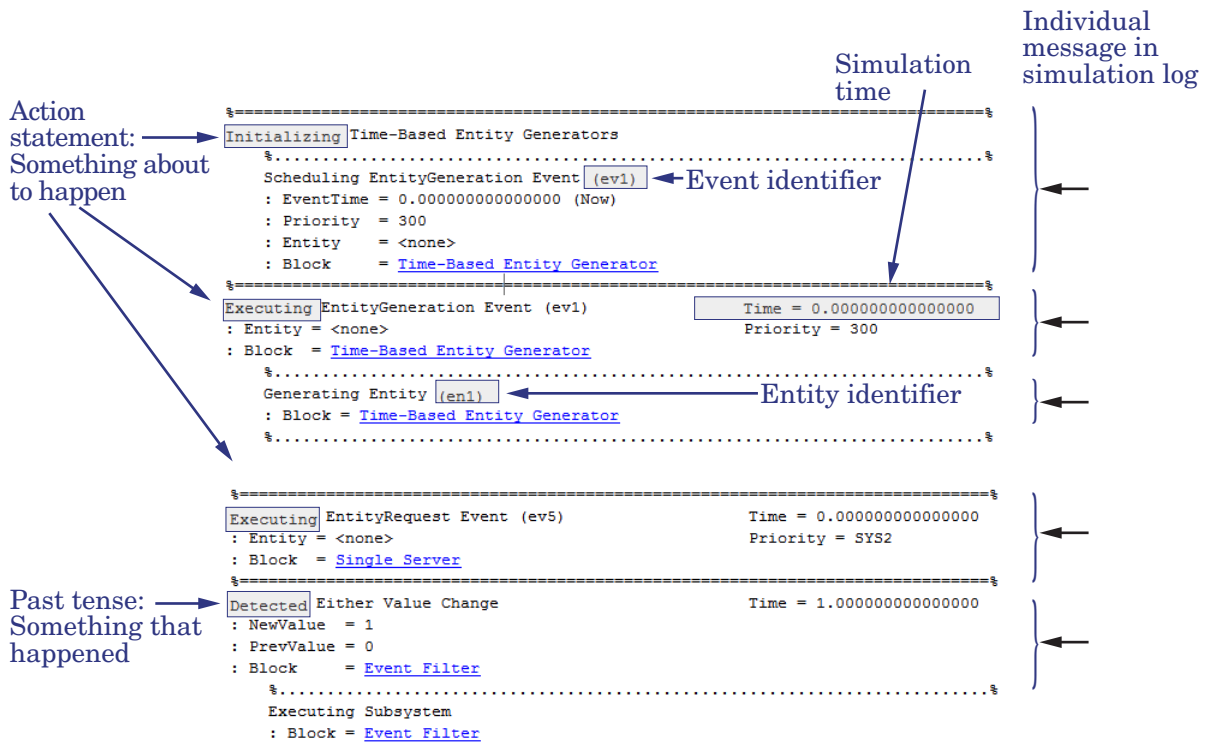 Individual
message in
simulation log
Simulation
time
Action
statement:
Something about
to happen
%==============================================================================%
Initializing Time-Based Entity Generators
%..........................................................................%
Scheduling EntityGeneration Event (ev1)
Event identifier
: EventTime = 0.000000000000000 (Now)
: Priority = 300
: Entity = <none>
: Block = Time-Based Entity Generator
%==============================================================================%
Executing EntityGeneration Event (ev1) Time = 0.000000000000000
: Entity = <none> Priority = 300
: Block = Time-Based Entity Generator
%..........................................................................%
Generating Entity (en1)
Entity identifier
: Block = Time-Based Entity Generator
%..........................................................................%
%==============================================================================%
Executing EntityRequest Event (ev5) Time = 0.000000000000000
: Entity = <none> Priority = SYS2
: Block = Single Server
%==============================================================================%
Past tense:
Something that
happened
Detected Either Value Change Time = 1.000000000000000
: NewValue = 1
: PrevValue = 0
: Block = Event Filter
%..........................................................................%
Executing Subsystem
: Block = Event Filter